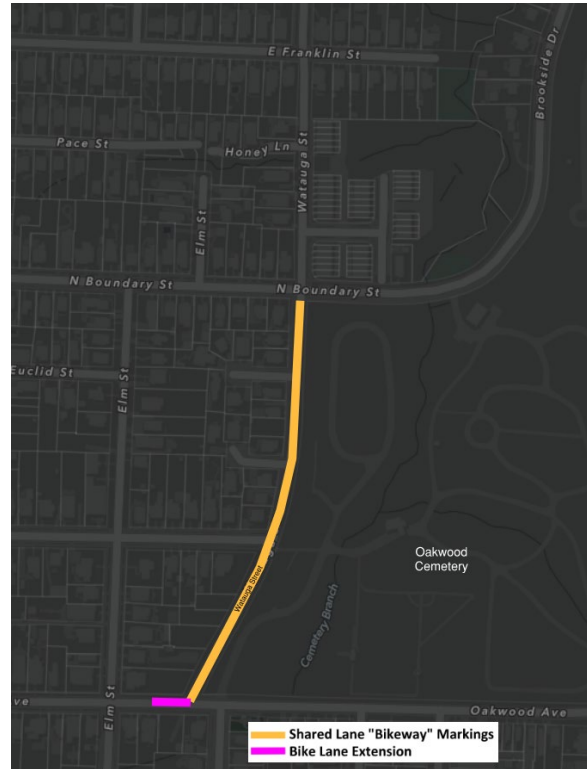 E Franklin St
Brookside Dr
Pace St
Honey Ln
Watauga St
Elm St
N Boundary St
N Boundary St
Euclid St
Elm St
Oakwood
Cemetery
Watauga Street
Cemetery Branch
Elm St
ve
Oakwood Ave
Shared Lane "Bikeway" Markings
Bike Lane Extension